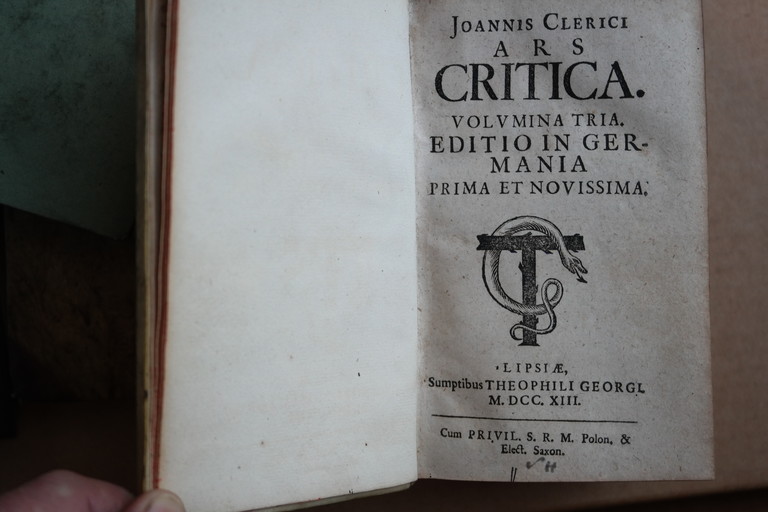 JOANNIS CLERICI
ARS
CRITICA.
VOLVMINA TRIA.
EDITIO IN GER-
MANIA
PRIMA ET NOVISSIMA.
LIPSIÆ,
Sumptibus THEOPHILI GEORGI.
M. DCC. XIII.
Cum PRIVIL. S. R. M. Polon. &
Elect. Saxon.